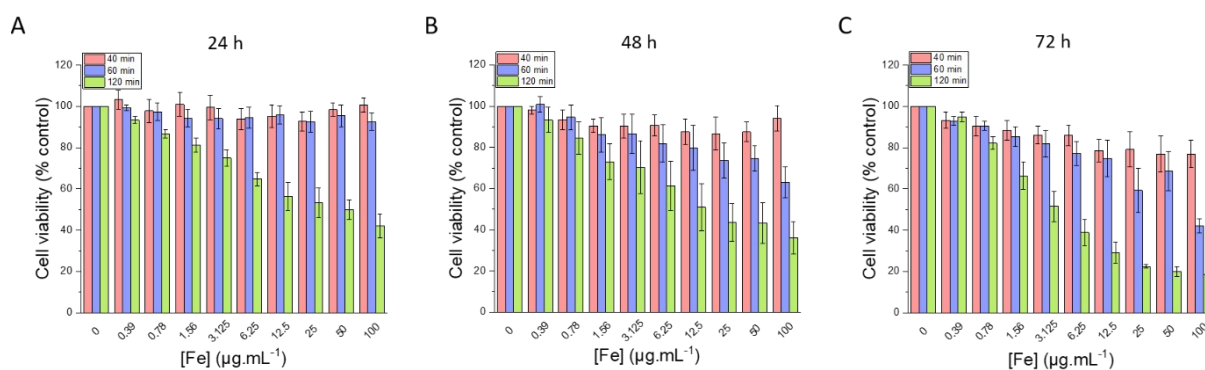 A
24 h
40 min
60 min
120 min
120
100
80
60
40
20
0
Cell viability (% control)
0
0.39
0.78
1.56
3.125
6.25
12.5
25
50
100
[Fe] (µg.mL⁻¹)
B
48 h
40 min
60 min
120 min
120
100
80
60
40
20
0
Cell viability (% control)
0
0.39
0.78
1.56
3.125
6.25
12.5
25
50
100
[Fe] (µg.mL⁻¹)
C
72 h
40 min
60 min
120 min
120
100
80
60
40
20
0
Cell viability (% control)
0
0.39
0.78
1.56
3.125
6.25
12.5
25
50
100
[Fe] (µg.mL⁻¹)